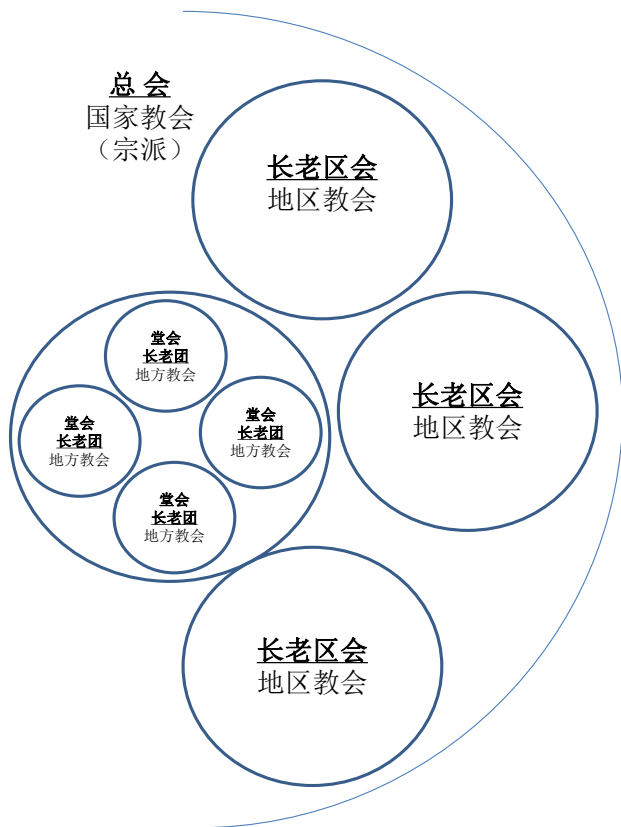 总 会
国家教会
（宗派）
长老区会
地区教会
长老区会
地区教会
堂会
长老团
地方教会
堂会
长老团
地方教会
堂会
长老团
地方教会
堂会
长老团
地方教会
长老区会
地区教会